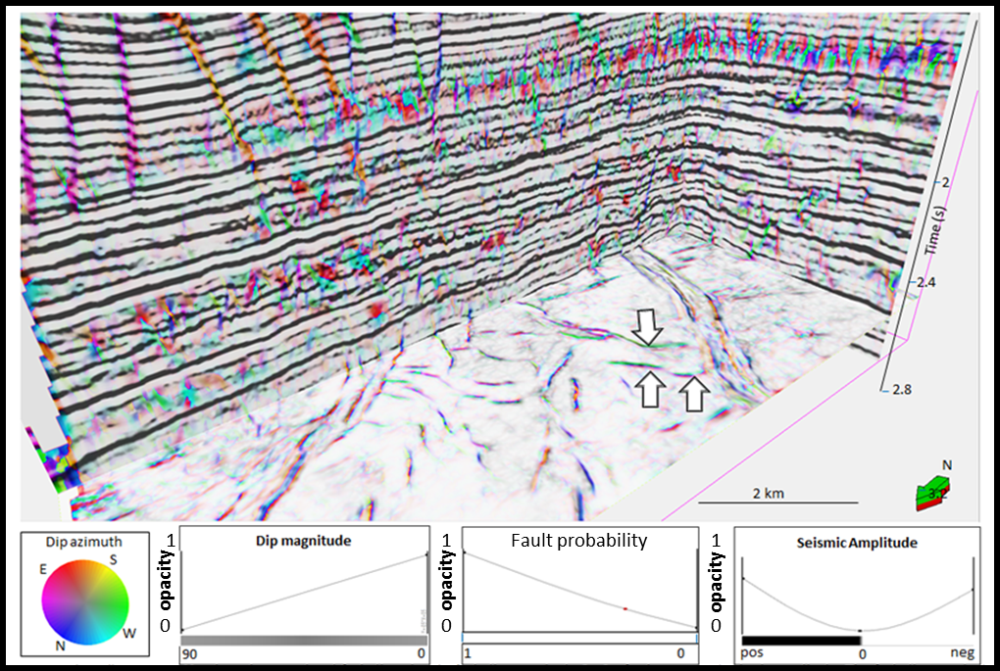 2
Time (s)
2.4
2.8
2 km
N
Dip azimuth
E
S
W
N
1
opacity
0
Dip magnitude
90
0
1
opacity
0
Fault probability
1
0
1
opacity
0
Seismic Amplitude
pos
0
neg